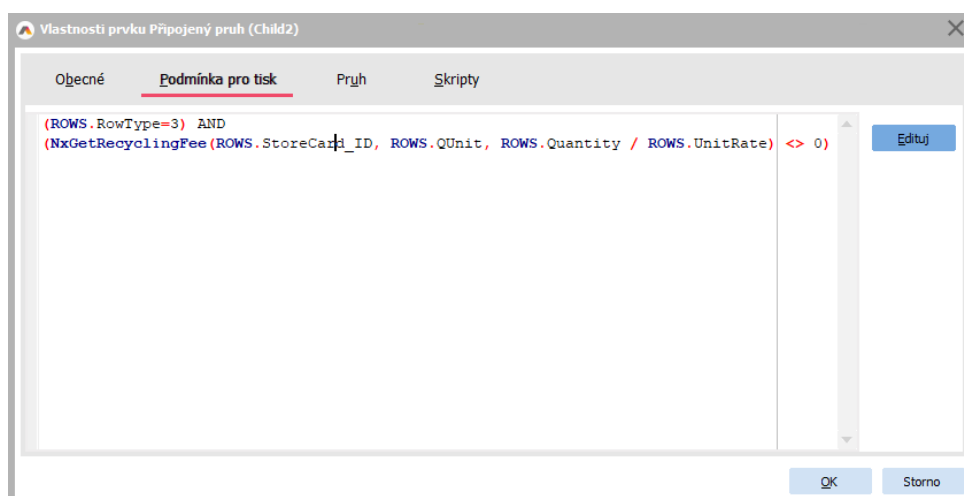 Vlastnosti prvku Připojený pruh (Child2)
Obecné Podmínka pro tisk Pruh Skripty
(ROWS.RowType=3) AND
(NxGetRecyclingFee(ROWS.StoreCard_ID, ROWS.QUnit, ROWS.Quantity / ROWS.UnitRate) <> 0)
Edituj
OK Storno